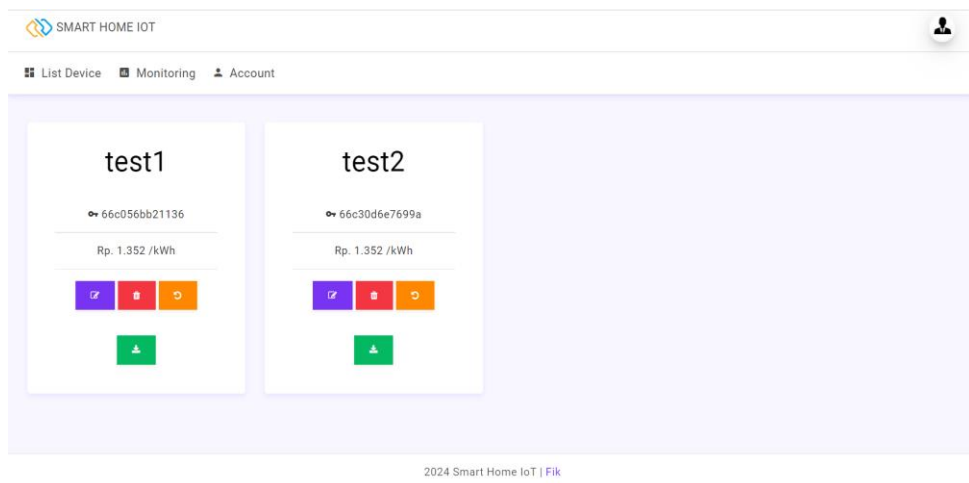 SMART HOME IOT
List Device Monitoring Account
test1
66c056bb21136
Rp. 1.352 /kWh
test2
66c30d6e7699a
Rp. 1.352 /kWh
2024 Smart Home IoT | Fik